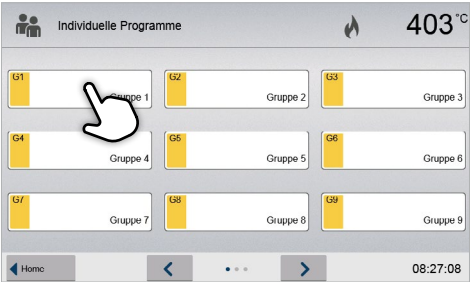 Individuelle Programme
403°C
G1
Gruppe 1
G2
Gruppe 2
G3
Gruppe 3
G4
Gruppe 4
G5
Gruppe 5
G6
Gruppe 6
G7
Gruppe 7
G8
Gruppe 8
G9
Gruppe 9
Home
08:27:08